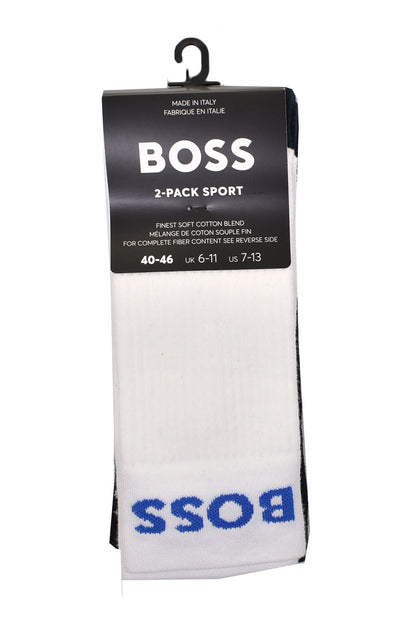 MADE IN ITALY
FABRIQUE EN ITALIE
BOSS
2-PACK SPORT
FINEST SOFT COTTON BLEND
MÉLANGE DE COTON SOUPLE FIN
FOR COMPLETE FIBER CONTENT SEE REVERSE SIDE
40-46 UK 6-11 US 7-13
BOSS